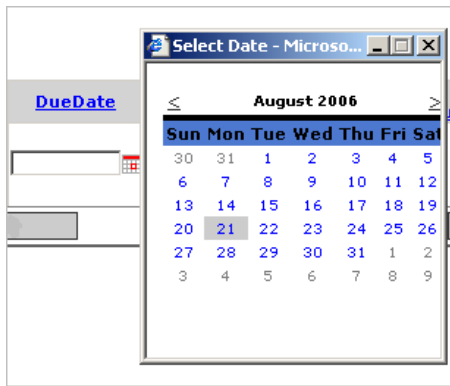 Select Date - Microso...
DueDate
< August 2006 >
Sun Mon Tue Wed Thu Fri Sat
30 31 1 2 3 4 5
6 7 8 9 10 11 12
13 14 15 16 17 18 19
20 21 22 23 24 25 26
27 28 29 30 31 1 2
3 4 5 6 7 8 9